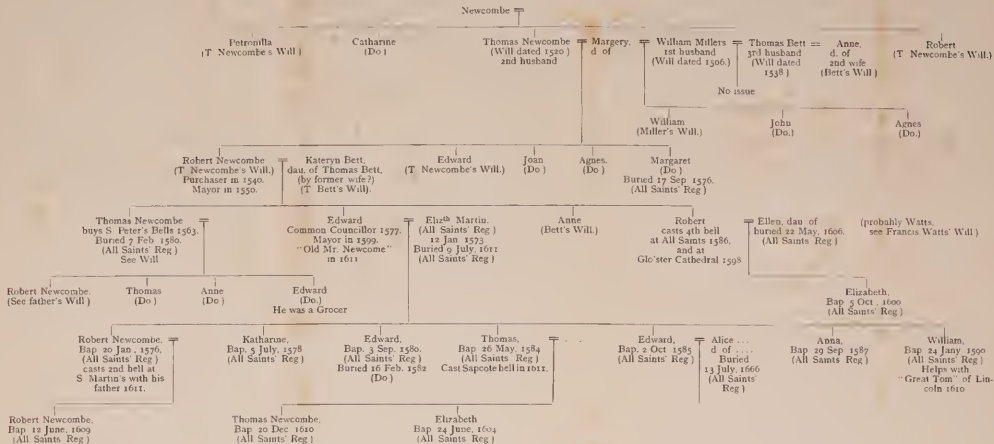 Newcombe
Petronilla
(T Newcombe's Will)
Catharine
(Do)
Thomas Newcombe
(Will dated 1520)
2nd husband
Margery,
d of
William Millers
1st husband
(Will dated 1506.)
Thomas Bett
3rd husband
(Will dated
1538)
Anne,
d. of
2nd wife
(Bett's Will)
Robert
(T Newcombe's Will.)
No issue
William
(Miller's Will.)
John
(Do.)
Agnes
(Do.)
Robert Newcombe
(T Newcombe's Will.)
Purchaser in 1540.
Mayor in 1550.
Kateryn Bett,
dau. of Thomas Bett,
(by former wife?)
(T Bett's Will).
Edward
(T Newcombe's Will.)
Joan
(Do)
Agnes.
(Do.)
Margaret
(Do)
Buried 17 Sep 1576.
(All Saints' Reg)
Thomas Newcombe
buys S Peter's Bells 1563.
Buried 7 Feb 1580.
(All Saints' Reg)
See Will
Edward
Common Councillor 1577.
Mayor in 1599.
"Old Mr. Newcome"
in 1611
Elizth Martin,
(All Saints' Reg)
12 Jan 1573
Buried 9 July, 1611
(All Saints' Reg)
Anne
(Bett's Will).
Robert
casts 4th bell
at All Saints 1586,
and at
Glo'ster Cathedral 1598
Ellen, dau of
buried 22 May, 1606.
(All Saints' Reg)
(probably Watts,
see Francis Watts' Will)
Robert Newcombe.
(See father's Will)
Thomas
(Do)
Anne
(Do)
Edward
(Do.)
He was a Grocer
Elizabeth,
Bap 5 Oct, 1600
(All Saints' Reg)
Robert Newcombe,
Bap 20 Jan, 1576,
(All Saints' Reg)
casts 2nd bell at
S Martin's with his
father 1611.
Katharine,
Bap. 5 July, 1578
(All Saints' Reg)
Edward,
Bap. 3 Sep. 1580.
(All Saints' Reg)
Buried 16 Feb. 1582
(Do)
Thomas,
Bap 26 May, 1584
(All Saints' Reg)
Cast Sapcote bell in 1611.
. .
Edward,
Bap. 2 Oct 1585
(All Saints' Reg)
Alice ...
d of ....
Buried
13 July, 1666
(All Saints'
Reg)
Anna,
Bap 29 Sep 1587
(All Saints' Reg)
William,
Bap 24 Jany 1590
(All Saints' Reg)
Helps with
"Great Tom" of Lin-
coln 1610
Robert Newcombe,
Bap 12 June, 1609
(All Saints Reg)
Thomas Newcombe,
Bap 20 Dec 1610
(All Saints' Reg)
Elizabeth
Bap 24 June, 1604
(All Saints' Reg)